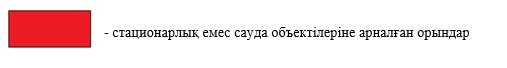 - стационарлық емес сауда объектілеріне арналған орындар